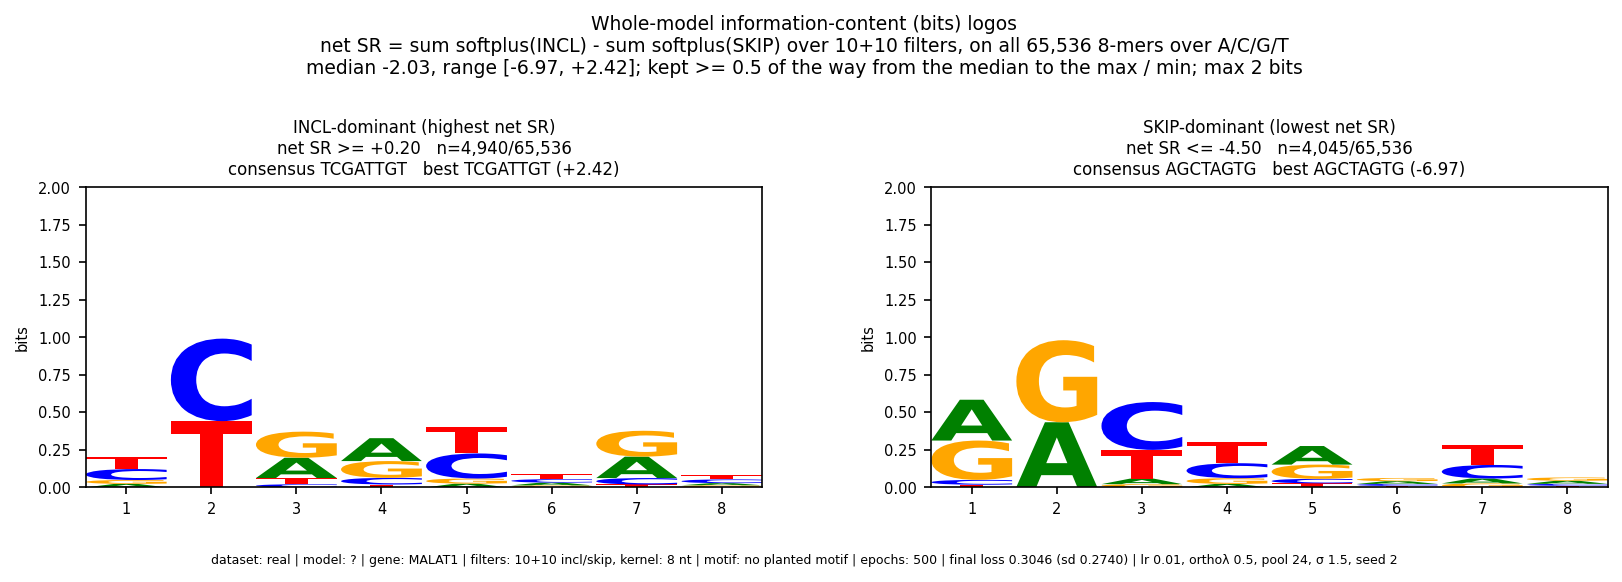 Whole-model information-content (bits) logos
net SR = sum softplus(INCL) - sum softplus(SKIP) over 10+10 filters, on all 65,536 8-mers over A/C/G/T
median -2.03, range [-6.97, +2.42]; kept >= 0.5 of the way from the median to the max / min; max 2 bits
INCL-dominant (highest net SR)
net SR >= +0.20   n=4,940/65,536
consensus TCGATTGT   best TCGATTGT (+2.42)
2.00
1.75
1.50
1.25
1.00
0.75
0.50
0.25
0.00
bits
1 2 3 4 5 6 7 8
SKIP-dominant (lowest net SR)
net SR <= -4.50   n=4,045/65,536
consensus AGCTAGTG   best AGCTAGTG (-6.97)
2.00
1.75
1.50
1.25
1.00
0.75
0.50
0.25
0.00
bits
1 2 3 4 5 6 7 8
dataset: real | model: ? | gene: MALAT1 | filters: 10+10 incl/skip, kernel: 8 nt | motif: no planted motif | epochs: 500 | final loss 0.3046 (sd 0.2740) | lr 0.01, orthoλ 0.5, pool 24, σ 1.5, seed 2